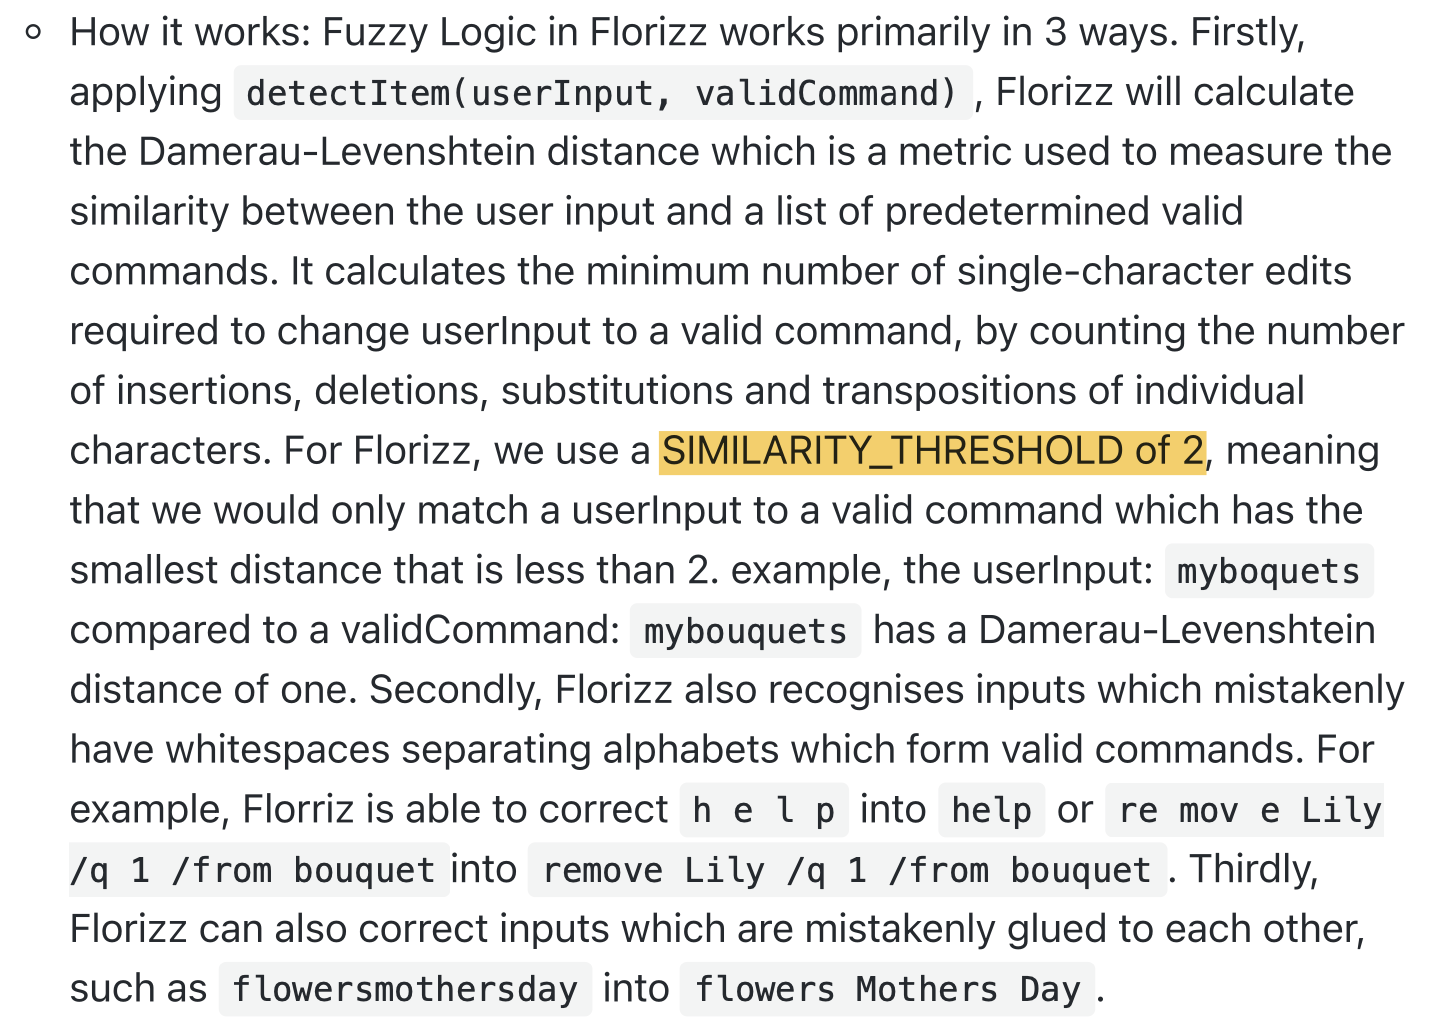 How it works: Fuzzy Logic in Florizz works primarily in 3 ways. Firstly,
applying detectItem(userInput, validCommand) , Florizz will calculate
the Damerau-Levenshtein distance which is a metric used to measure the
similarity between the user input and a list of predetermined valid
commands. It calculates the minimum number of single-character edits
required to change userInput to a valid command, by counting the number
of insertions, deletions, substitutions and transpositions of individual
characters. For Florizz, we use a SIMILARITY_THRESHOLD of 2, meaning
that we would only match a userInput to a valid command which has the
smallest distance that is less than 2. example, the userInput: myboquets
compared to a validCommand: mybouquets has a Damerau-Levenshtein
distance of one. Secondly, Florizz also recognises inputs which mistakenly
have whitespaces separating alphabets which form valid commands. For
example, Florriz is able to correct h e l p into help or re mov e Lily
/q 1 /from bouquet into remove Lily /q 1 /from bouquet . Thirdly,
Florizz can also correct inputs which are mistakenly glued to each other,
such as flowersmothersday into flowers Mothers Day .